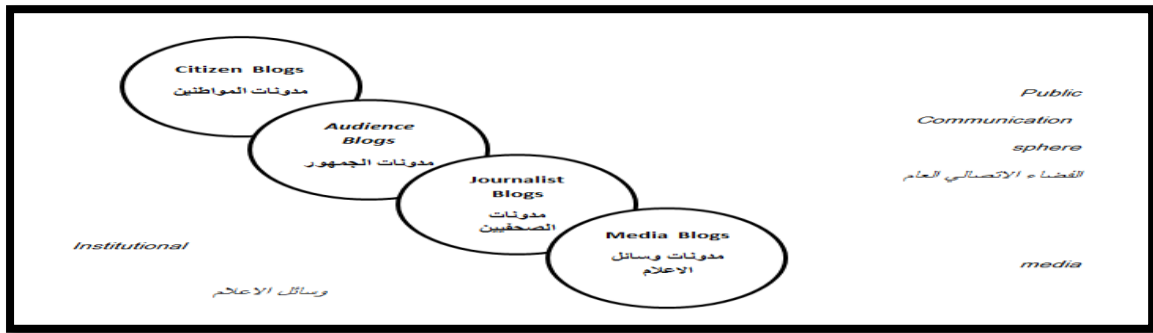 Citizen Blogs
مدونات المواطنين
Audience
Blogs
مدونات الجمهور
Journalist
Blogs
مدونات
الصحفيين
Media Blogs
مدونات وسائل
الاعلام
Public
Communication
sphere
الفضاء الاتصالي العام
Institutional
media
وسائل الاعلام